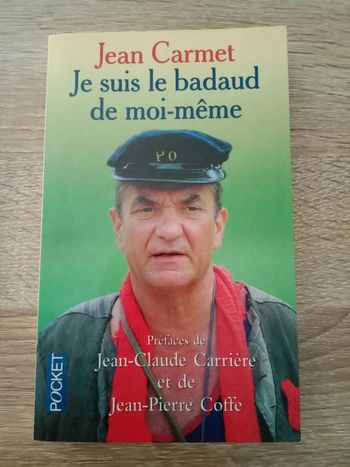 Jean Carmet
Je suis le badaud
de moi-même
PO
Préfaces de
Jean-Claude Carrière
et de
Jean-Pierre Coffe
POCKET